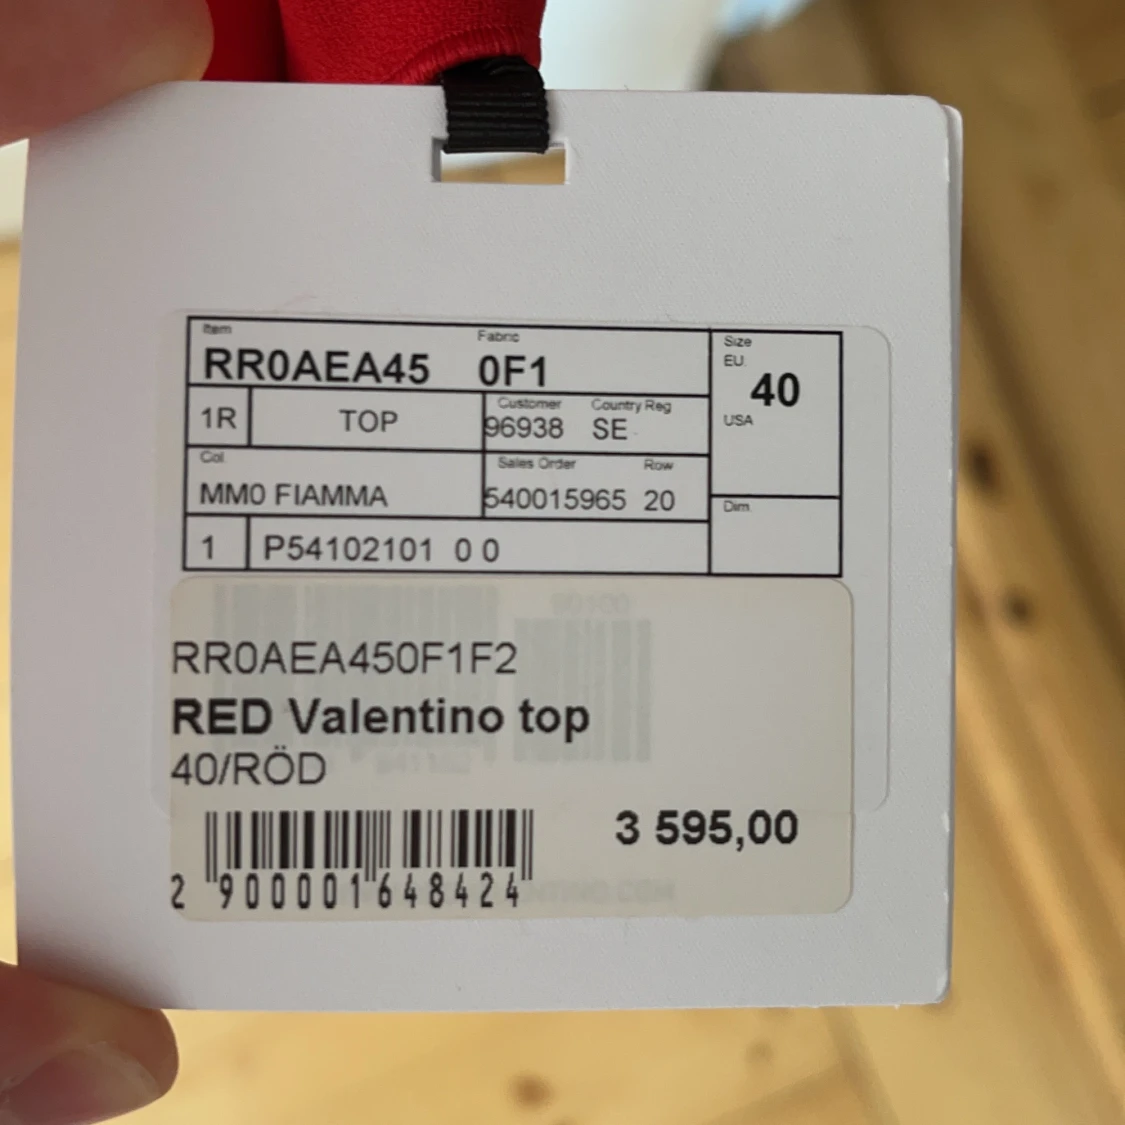 Item Fabric Size
RR0AEA45 0F1 EU.
40
1R TOP Customer Country Reg USA
96938 SE
Col. Sales Order Row
MM0 FIAMMA 540015965 20 Dim.
1 P54102101 0 0
RR0AEA450F1F2
RED Valentino top
40/RÖD
3 595,00
2 900001 648424